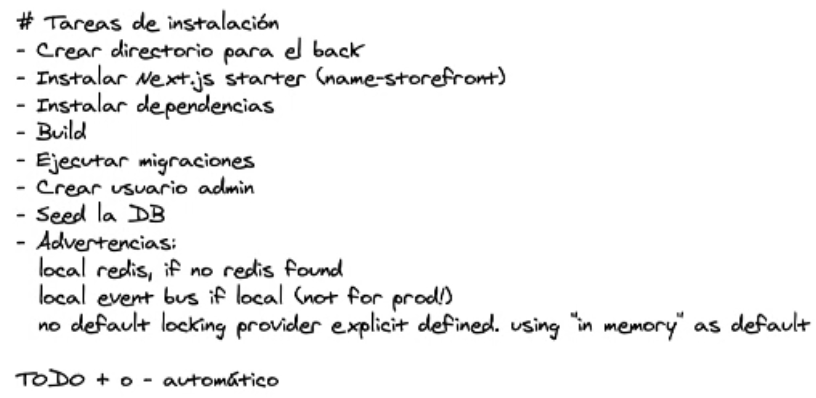 # Tareas de instalación
- Crear directorio para el back
- Instalar Next.js starter (name-storefront)
- Instalar dependencias
- Build
- Ejecutar migraciones
- Crear usuario admin
- Seed la DB
- Advertencias:
local redis, if no redis found
local event bus if local (not for prod!)
no default locking provider explicit defined. using "in memory" as default
TODO + o - automático